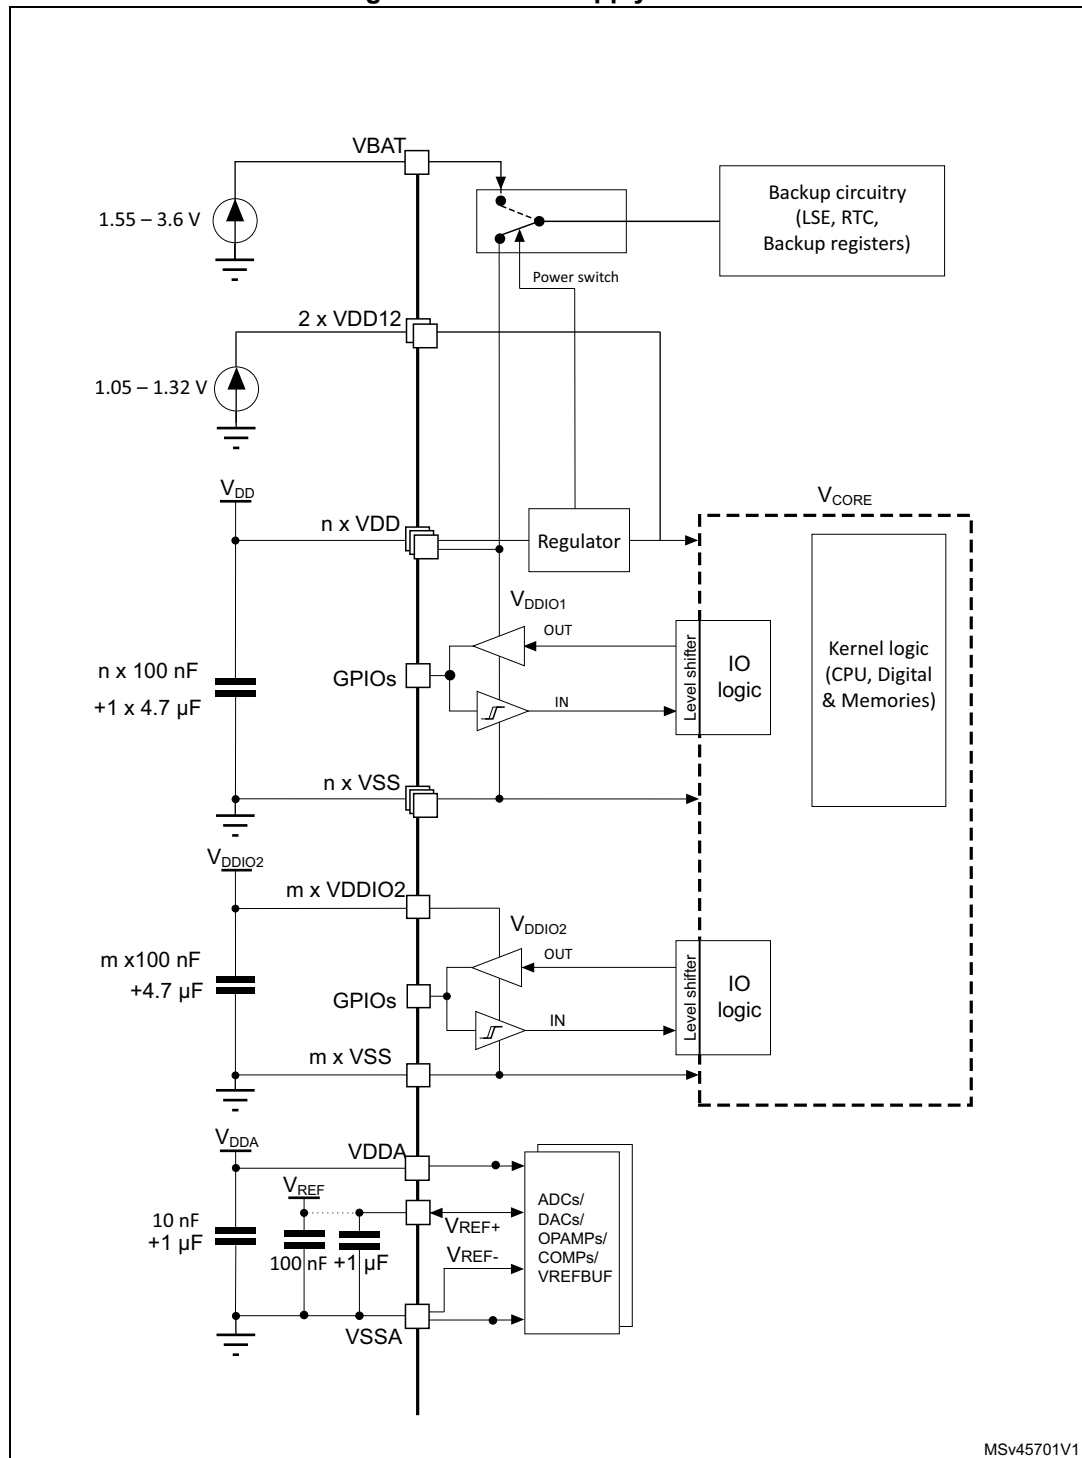 VBAT
1.55 – 3.6 V
Backup circuitry
(LSE, RTC,
Backup registers)
Power switch
2 x VDD12
1.05 – 1.32 V
VDD
n x VDD
Regulator
VCORE
VDDIO1
OUT
Level shifter
IO
logic
Kernel logic
(CPU, Digital
& Memories)
n x 100 nF
+1 x 4.7 µF
GPIOs
IN
n x VSS
VDDIO2
m x VDDIO2
VDDIO2
OUT
Level shifter
IO
logic
m x100 nF
+4.7 µF
GPIOs
IN
m x VSS
VDDA
VDDA
VREF
10 nF
+1 µF
100 nF
+1 µF
VREF+
VREF-
ADCs/
DACs/
OPAMPs/
COMPs/
VREFBUF
VSSA
MSv45701V1